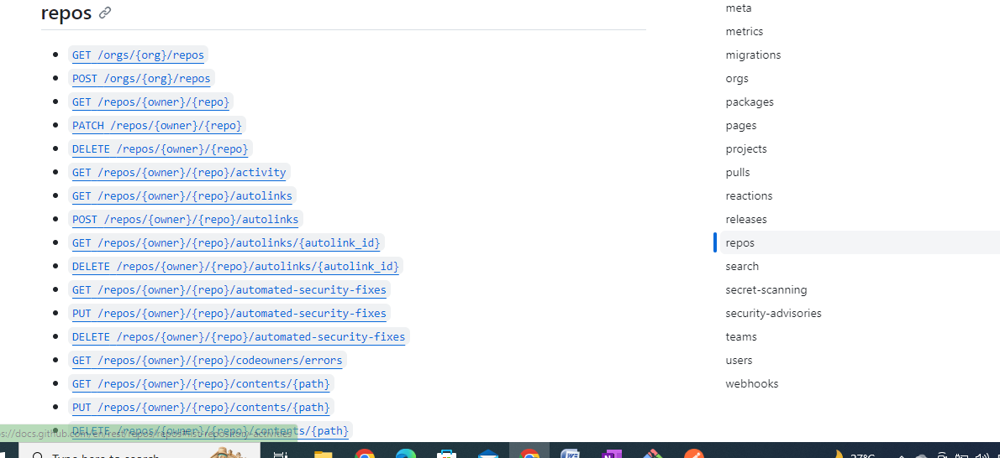 repos
GET /orgs/{org}/repos
POST /orgs/{org}/repos
GET /repos/{owner}/{repo}
PATCH /repos/{owner}/{repo}
DELETE /repos/{owner}/{repo}
GET /repos/{owner}/{repo}/activity
GET /repos/{owner}/{repo}/autolinks
POST /repos/{owner}/{repo}/autolinks
GET /repos/{owner}/{repo}/autolinks/{autolink_id}
DELETE /repos/{owner}/{repo}/autolinks/{autolink_id}
GET /repos/{owner}/{repo}/automated-security-fixes
PUT /repos/{owner}/{repo}/automated-security-fixes
DELETE /repos/{owner}/{repo}/automated-security-fixes
GET /repos/{owner}/{repo}/codeowners/errors
GET /repos/{owner}/{repo}/contents/{path}
PUT /repos/{owner}/{repo}/contents/{path}
DELETE /repos/{owner}/{repo}/contents/{path}
ps://docs.github.com/en/rest/repos/repos#list-repository-activities
meta
metrics
migrations
orgs
packages
pages
projects
pulls
reactions
releases
repos
search
secret-scanning
security-advisories
teams
users
webhooks
Type here to search
27°C